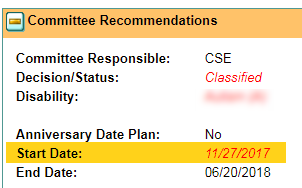 Committee Recommendations
Committee Responsible: CSE
Decision/Status: Classified
Disability:
Anniversary Date Plan: No
Start Date: 11/27/2017
End Date: 06/20/2018